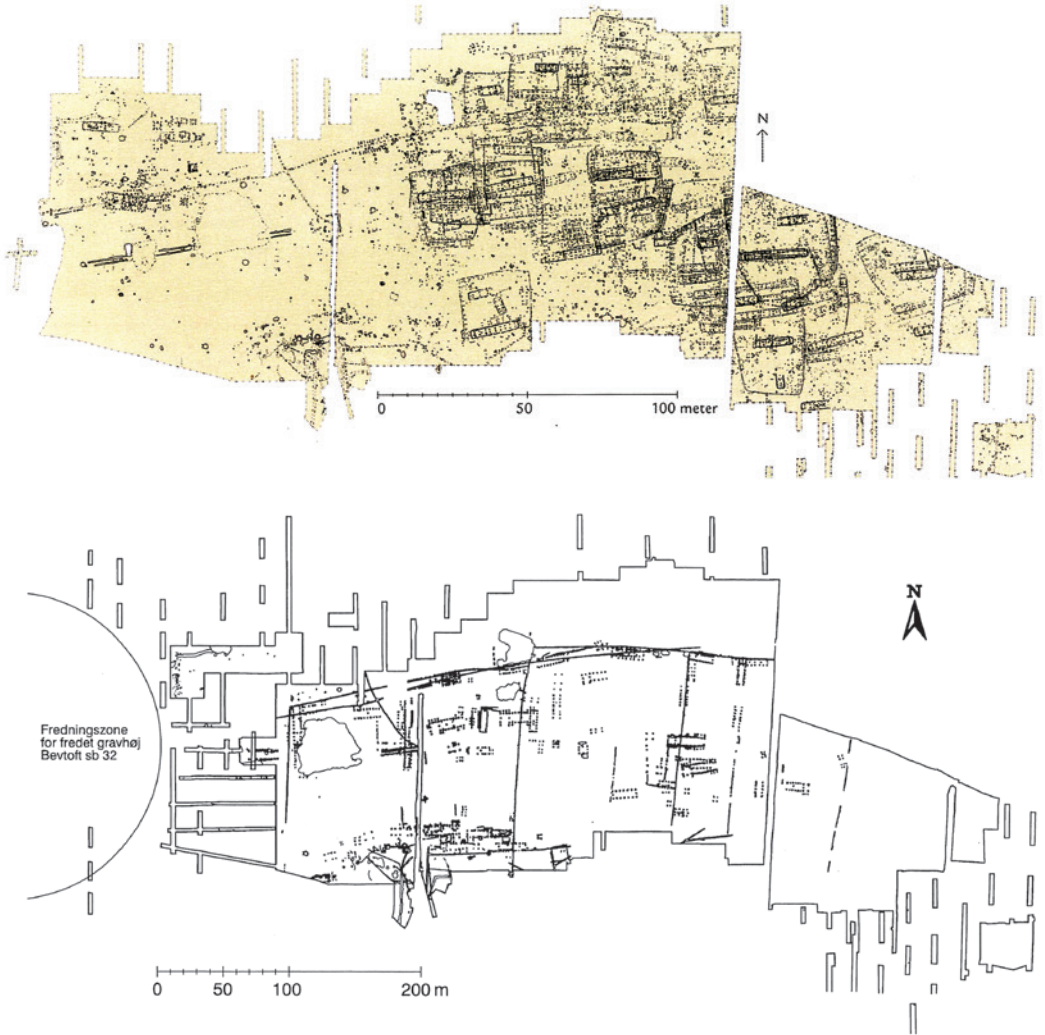 N
0 50 100 meter
N
Fredningszone
for fredet gravhøj
Bevtoft sb 32
0 50 100 200 m